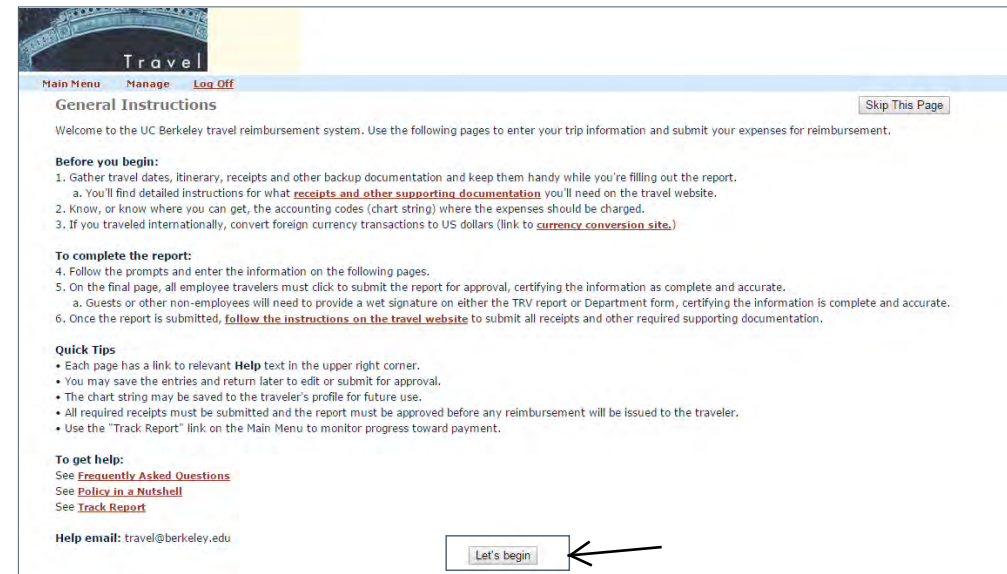 Travel
Main Menu Manage Log Off
General Instructions
Skip This Page
Welcome to the UC Berkeley travel reimbursement system. Use the following pages to enter your trip information and submit your expenses for reimbursement.
Before you begin:
1. Gather travel dates, itinerary, receipts and other backup documentation and keep them handy while you're filling out the report.
a. You'll find detailed instructions for what receipts and other supporting documentation you'll need on the travel website.
2. Know, or know where you can get, the accounting codes (chart string) where the expenses should be charged.
3. If you traveled internationally, convert foreign currency transactions to US dollars (link to currency conversion site.)
To complete the report:
4. Follow the prompts and enter the information on the following pages.
5. On the final page, all employee travelers must click to submit the report for approval, certifying the information as complete and accurate.
a. Guests or other non-employees will need to provide a wet signature on either the TRV report or Department form, certifying the information is complete and accurate.
6. Once the report is submitted, follow the instructions on the travel website to submit all receipts and other required supporting documentation.
Quick Tips
• Each page has a link to relevant Help text in the upper right corner.
• You may save the entries and return later to edit or submit for approval.
• The chart string may be saved to the traveler's profile for future use.
• All required receipts must be submitted and the report must be approved before any reimbursement will be issued to the traveler.
• Use the "Track Report" link on the Main Menu to monitor progress toward payment.
To get help:
See Frequently Asked Questions
See Policy in a Nutshell
See Track Report
Help email: travel@berkeley.edu
Let's begin